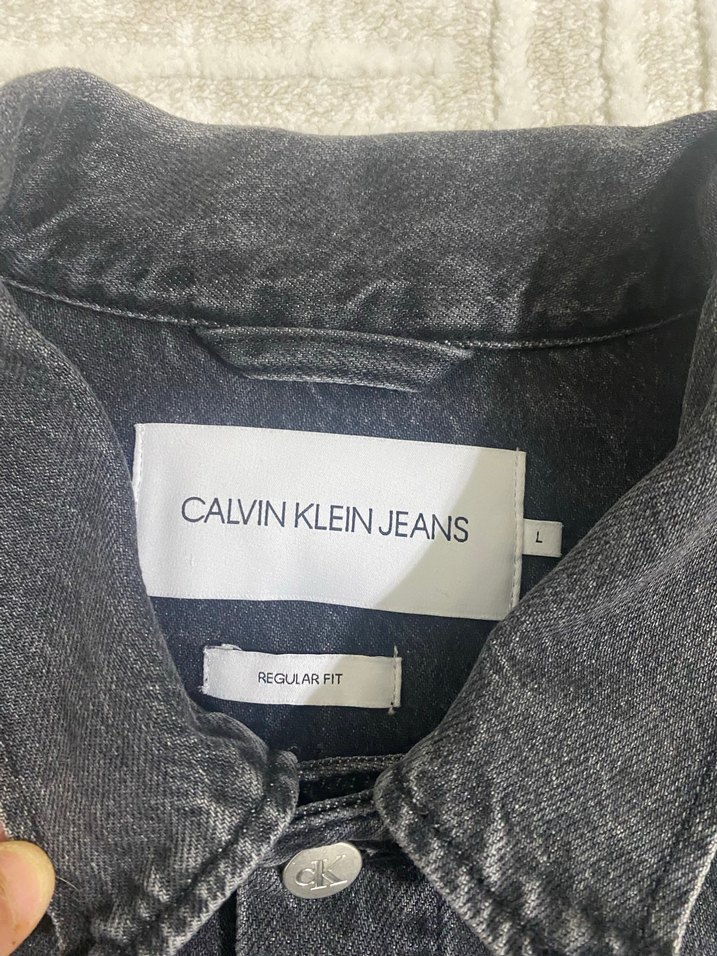 CALVIN KLEIN JEANS
L
REGULAR FIT
cK